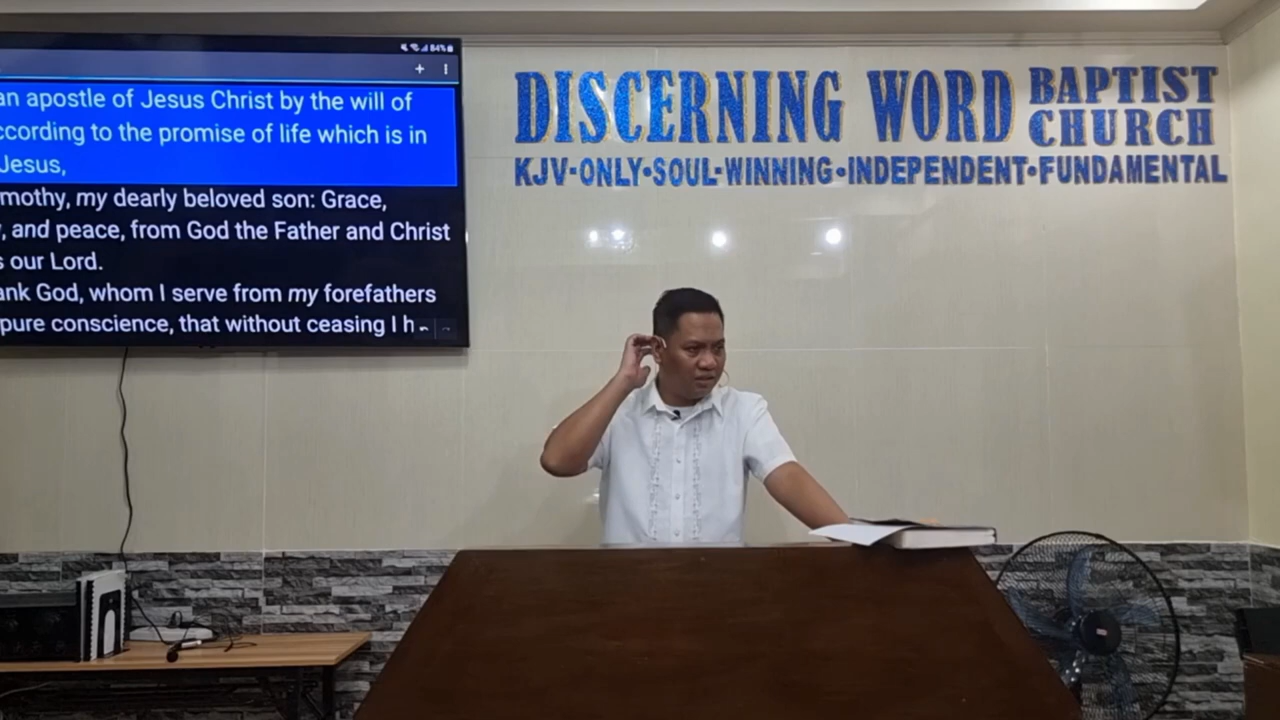 84%
an apostle of Jesus Christ by the will of
ccording to the promise of life which is in
Jesus,
mothy, my dearly beloved son: Grace,
, and peace, from God the Father and Christ
s our Lord.
ank God, whom I serve from my forefathers
pure conscience, that without ceasing I h
DISCERNING WORD BAPTIST CHURCH
KJV-ONLY•SOUL-WINNING•INDEPENDENT•FUNDAMENTAL